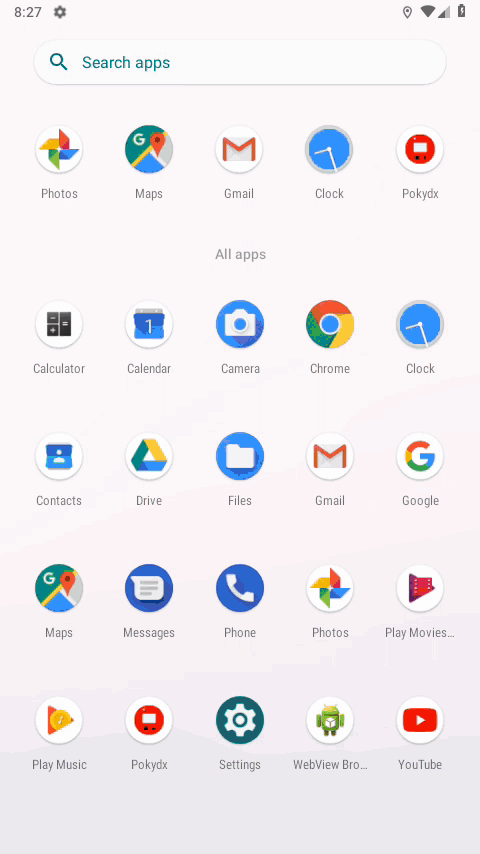 8:27
Search apps
Photos Maps Gmail Clock Pokydx
All apps
Calculator Calendar Camera Chrome Clock
Contacts Drive Files Gmail Google
Maps Messages Phone Photos Play Movies...
Play Music Pokydx Settings WebView Bro... YouTube